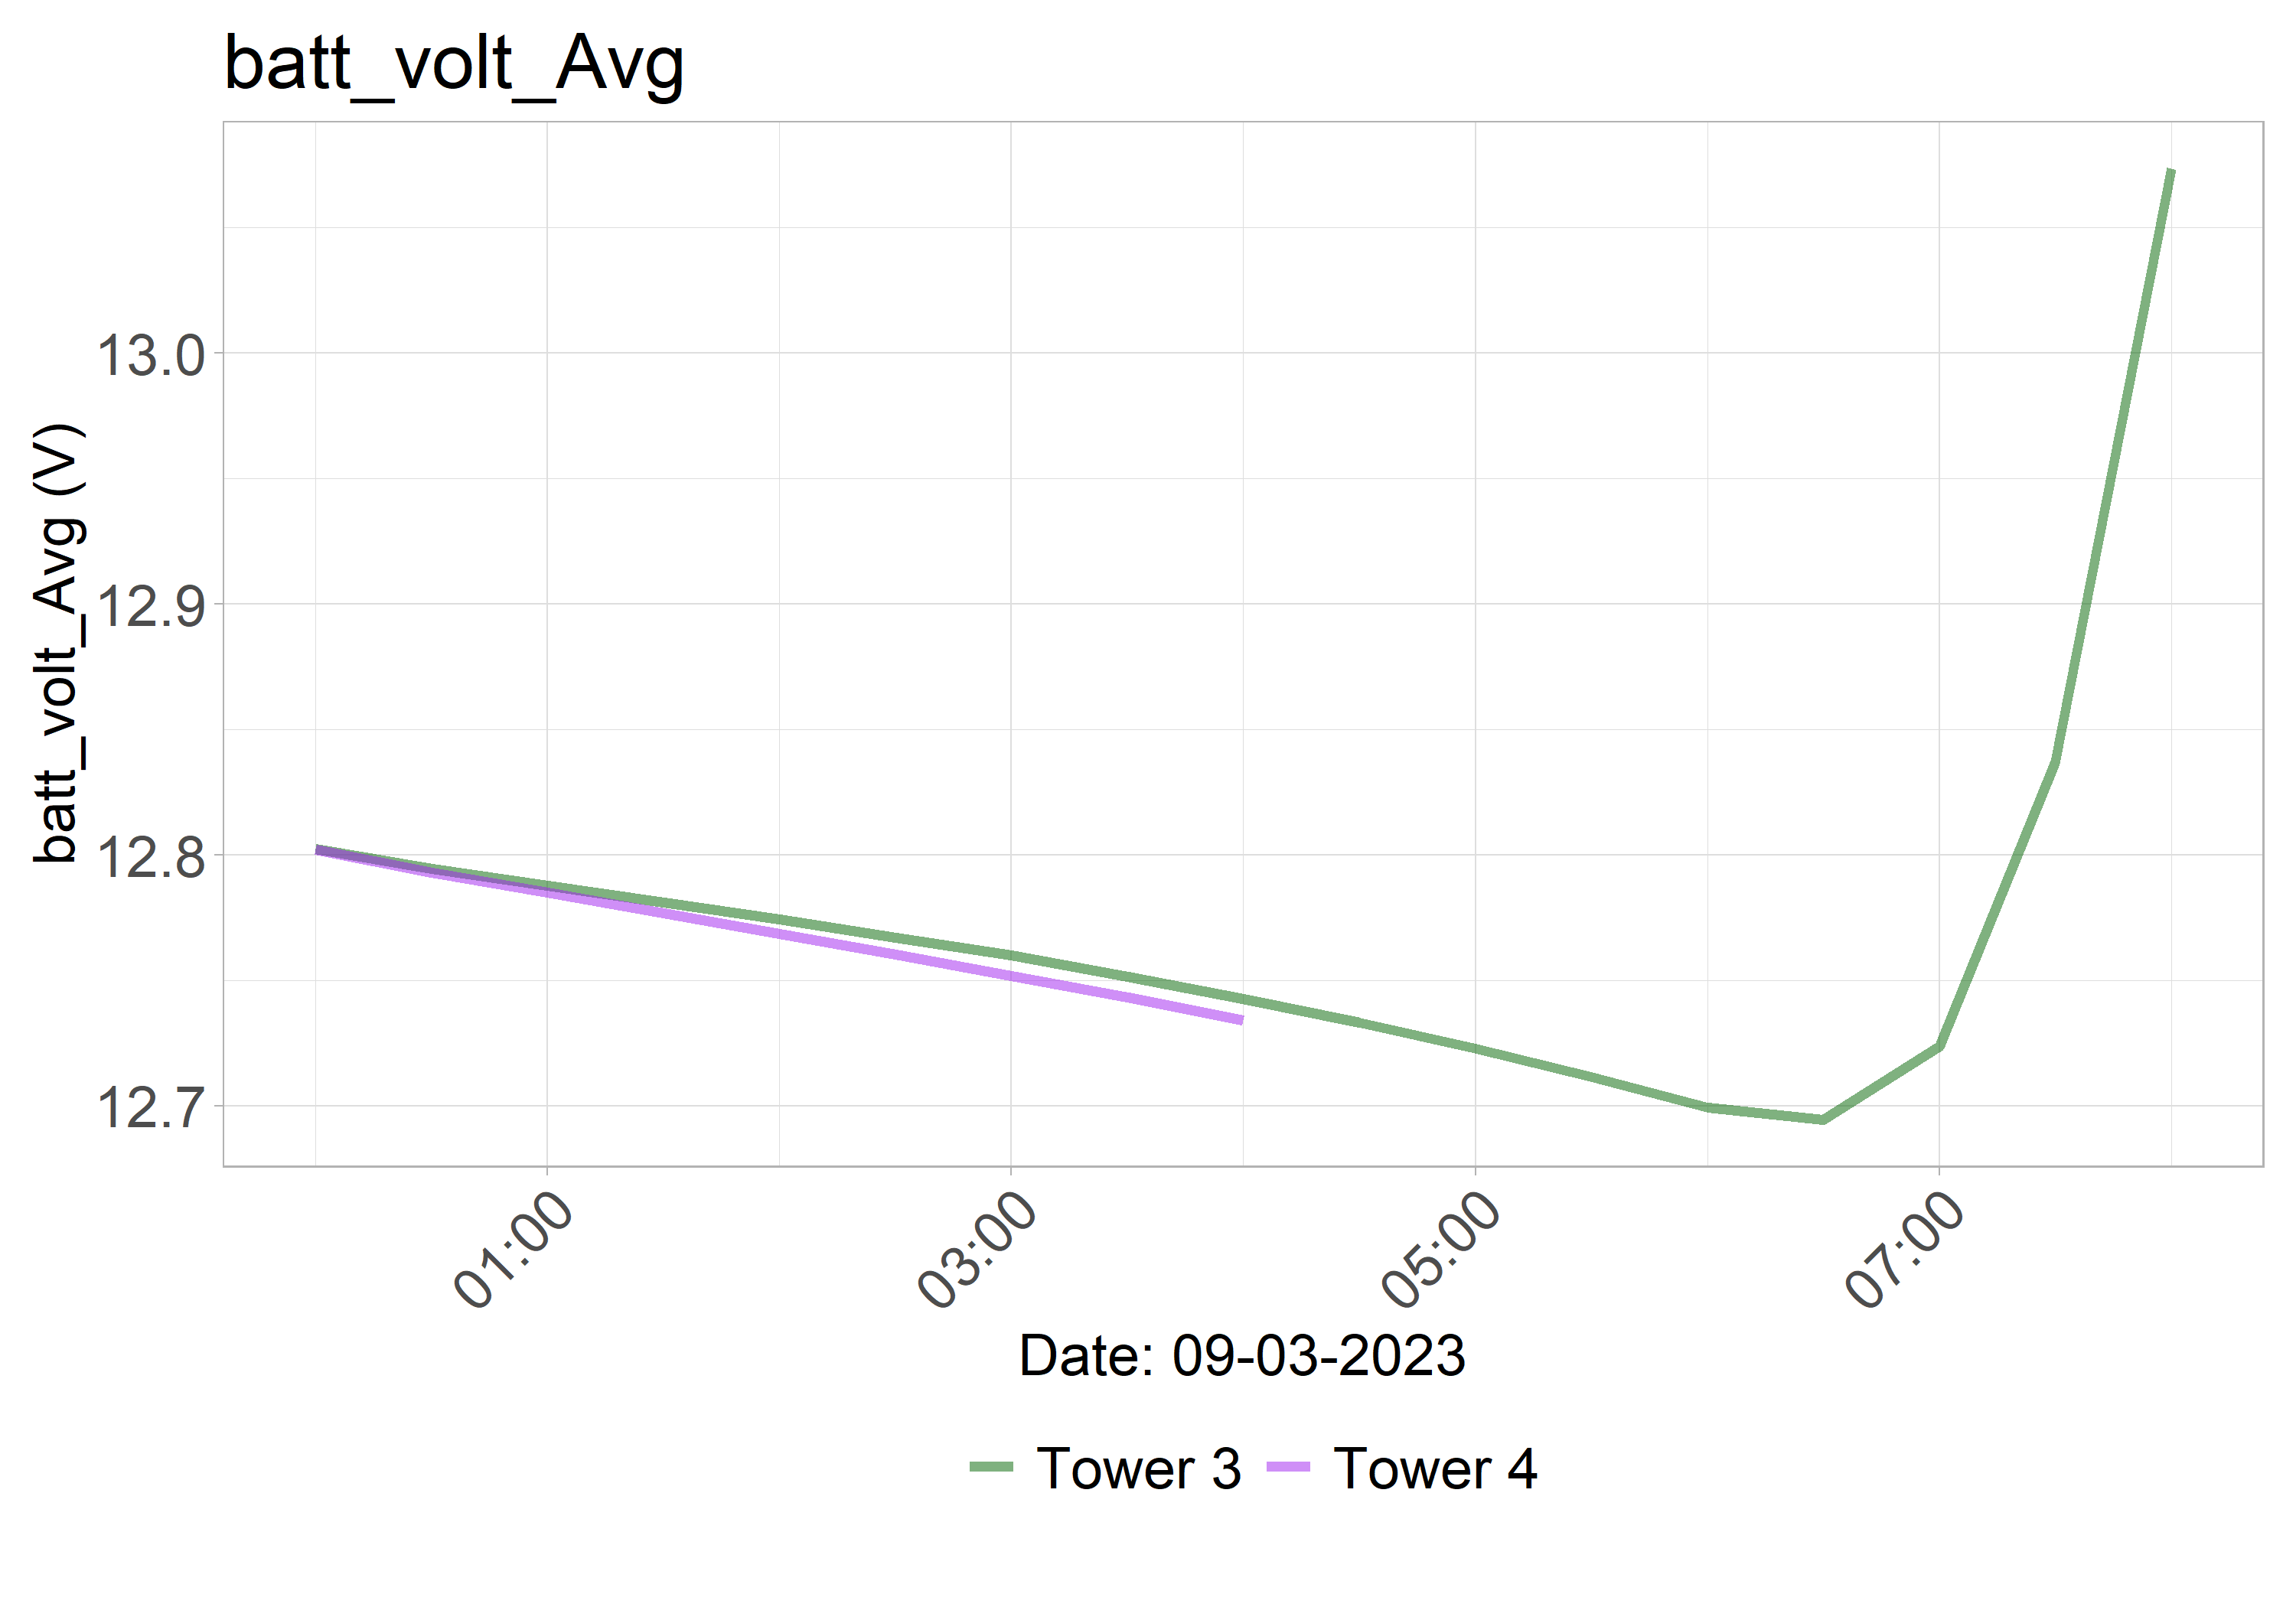 batt_volt_Avg
batt_volt_Avg (V)
13.0
12.9
12.8
12.7
01:00
03:00
05:00
07:00
Date: 09-03-2023
Tower 3
Tower 4